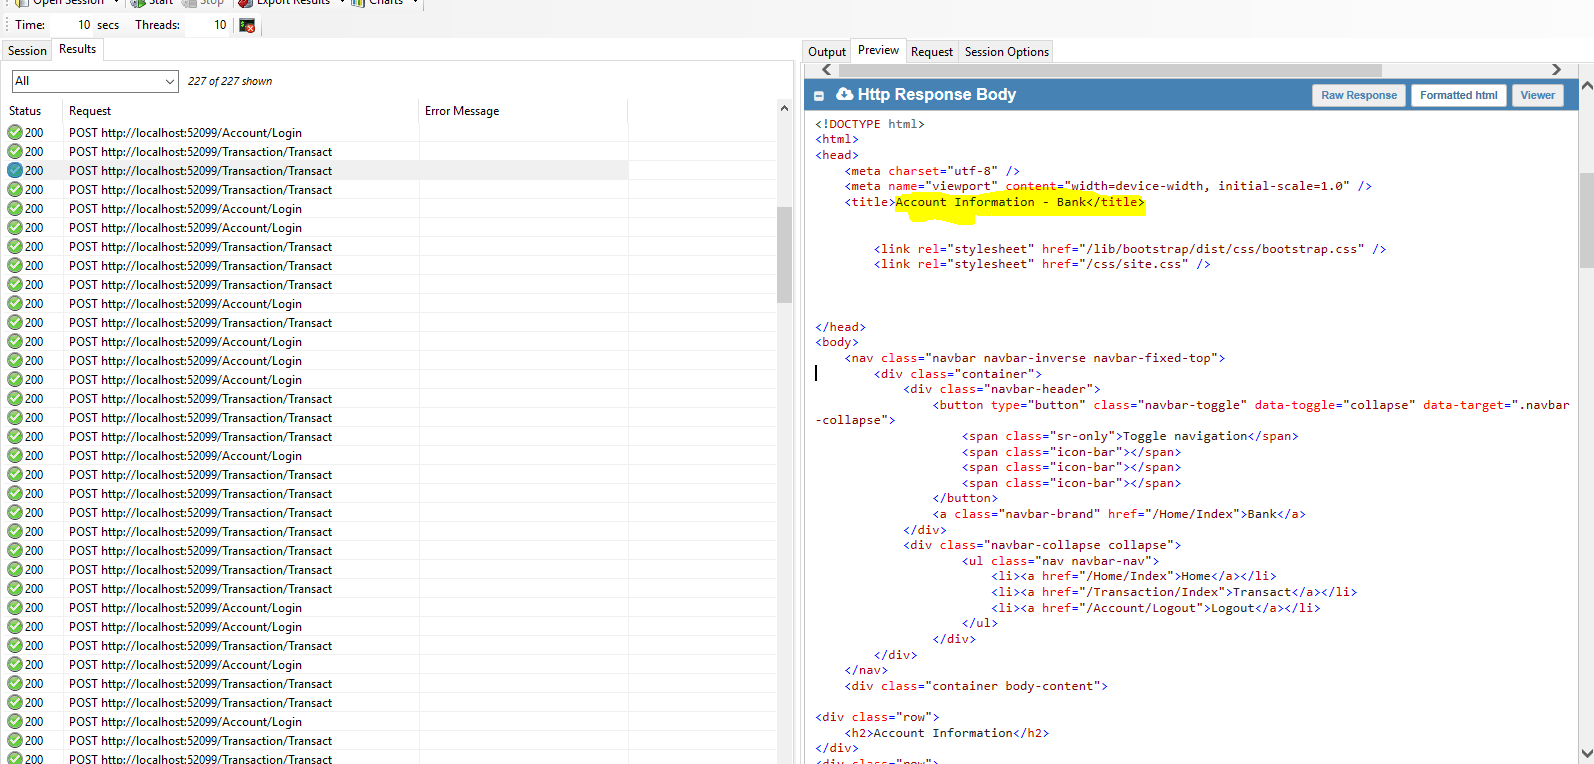 Open Session Start Stop Export Results Charts
Time: 10 secs Threads: 10
Session Results
All 227 of 227 shown
Status Request Error Message
200 POST http://localhost:52099/Account/Login
200 POST http://localhost:52099/Transaction/Transact
200 POST http://localhost:52099/Transaction/Transact
200 POST http://localhost:52099/Transaction/Transact
200 POST http://localhost:52099/Account/Login
200 POST http://localhost:52099/Account/Login
200 POST http://localhost:52099/Transaction/Transact
200 POST http://localhost:52099/Transaction/Transact
200 POST http://localhost:52099/Transaction/Transact
200 POST http://localhost:52099/Account/Login
200 POST http://localhost:52099/Transaction/Transact
200 POST http://localhost:52099/Account/Login
200 POST http://localhost:52099/Account/Login
200 POST http://localhost:52099/Account/Login
200 POST http://localhost:52099/Transaction/Transact
200 POST http://localhost:52099/Transaction/Transact
200 POST http://localhost:52099/Transaction/Transact
200 POST http://localhost:52099/Account/Login
200 POST http://localhost:52099/Transaction/Transact
200 POST http://localhost:52099/Transaction/Transact
200 POST http://localhost:52099/Transaction/Transact
200 POST http://localhost:52099/Transaction/Transact
200 POST http://localhost:52099/Transaction/Transact
200 POST http://localhost:52099/Transaction/Transact
200 POST http://localhost:52099/Transaction/Transact
200 POST http://localhost:52099/Account/Login
200 POST http://localhost:52099/Account/Login
200 POST http://localhost:52099/Transaction/Transact
200 POST http://localhost:52099/Account/Login
200 POST http://localhost:52099/Transaction/Transact
200 POST http://localhost:52099/Transaction/Transact
200 POST http://localhost:52099/Account/Login
200 POST http://localhost:52099/Transaction/Transact
200 POST http://localhost:52099/Transaction/Transact
Output Preview Request Session Options
Http Response Body Raw Response Formatted html Viewer
<!DOCTYPE html>
<html>
<head>
<meta charset="utf-8" />
<meta name="viewport" content="width=device-width, initial-scale=1.0" />
<title>Account Information - Bank</title>
<link rel="stylesheet" href="/lib/bootstrap/dist/css/bootstrap.css" />
<link rel="stylesheet" href="/css/site.css" />
</head>
<body>
<nav class="navbar navbar-inverse navbar-fixed-top">
<div class="container">
<div class="navbar-header">
<button type="button" class="navbar-toggle" data-toggle="collapse" data-target=".navbar
-collapse">
<span class="sr-only">Toggle navigation</span>
<span class="icon-bar"></span>
<span class="icon-bar"></span>
<span class="icon-bar"></span>
</button>
<a class="navbar-brand" href="/Home/Index">Bank</a>
</div>
<div class="navbar-collapse collapse">
<ul class="nav navbar-nav">
<li><a href="/Home/Index">Home</a></li>
<li><a href="/Transaction/Index">Transact</a></li>
<li><a href="/Account/Logout">Logout</a></li>
</ul>
</div>
</div>
</nav>
<div class="container body-content">
<div class="row">
<h2>Account Information</h2>
</div>
<div class="row">